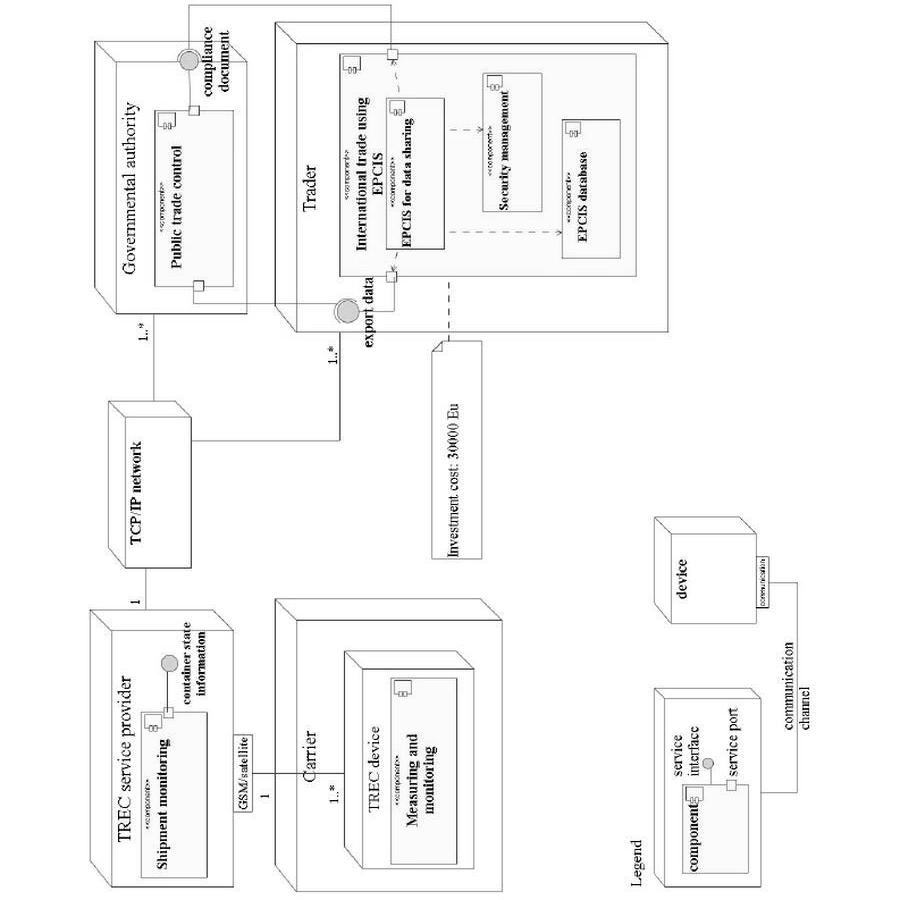 TREC service provider
<<component>>
Shipment monitoring
container state
information
GSM/satellite
1
1
TCP/IP network
1..*
Governmental authority
<<component>>
Public trade control
compliance
document
Carrier
1..*
TREC device
<<component>>
Measuring and
monitoring
1..*
export data
Trader
<<component>>
International trade using
EPCIS
<<component>>
EPCIS for data sharing
<<component>>
Security management
<<component>>
EPCIS database
Investment cost: 30000 Eu
Legend
component
service
interface
service port
device
communication
communication
channel